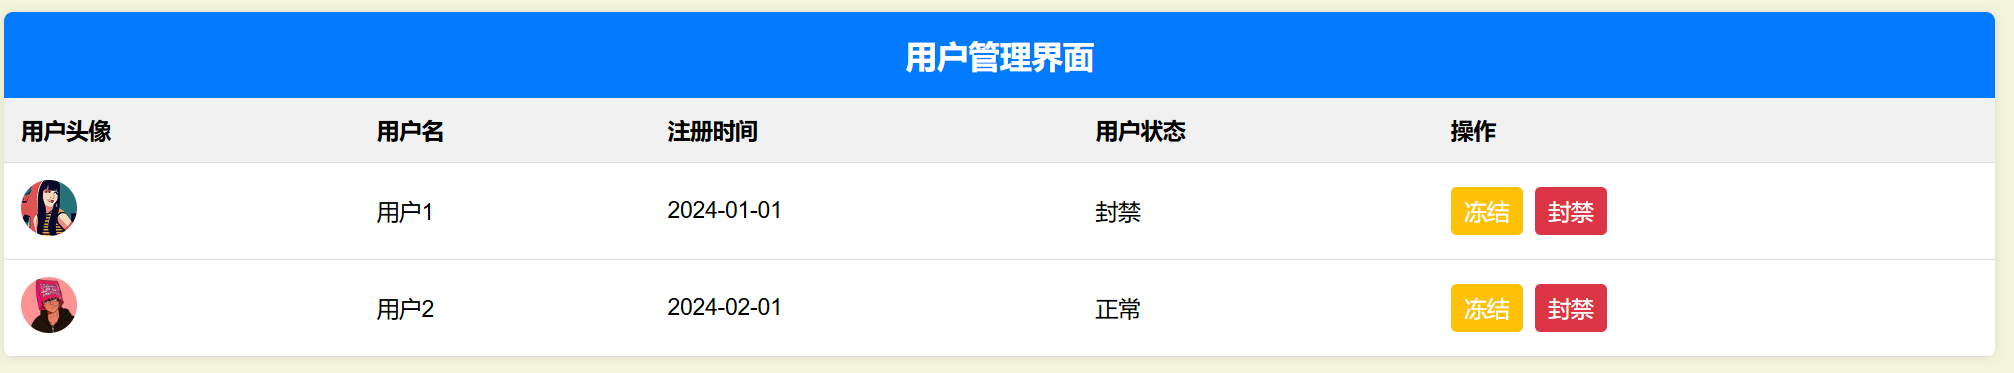 用户管理界面
用户头像 用户名 注册时间 用户状态 操作
用户1 2024-01-01 封禁 冻结 封禁
用户2 2024-02-01 正常 冻结 封禁